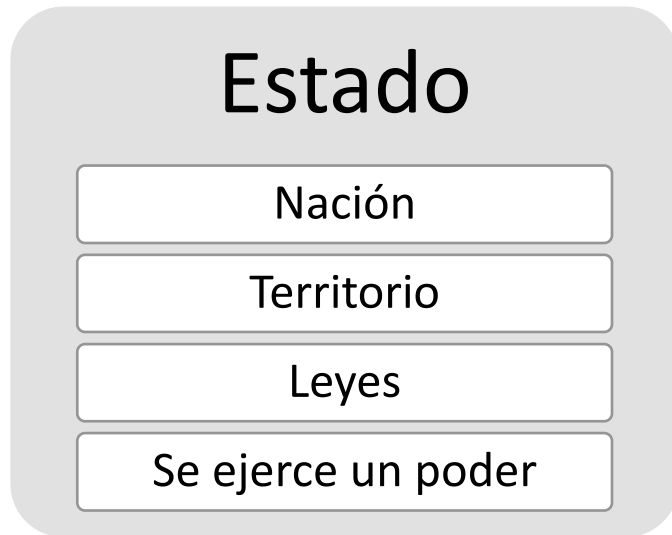 Estado
Nación
Territorio
Leyes
Se ejerce un poder